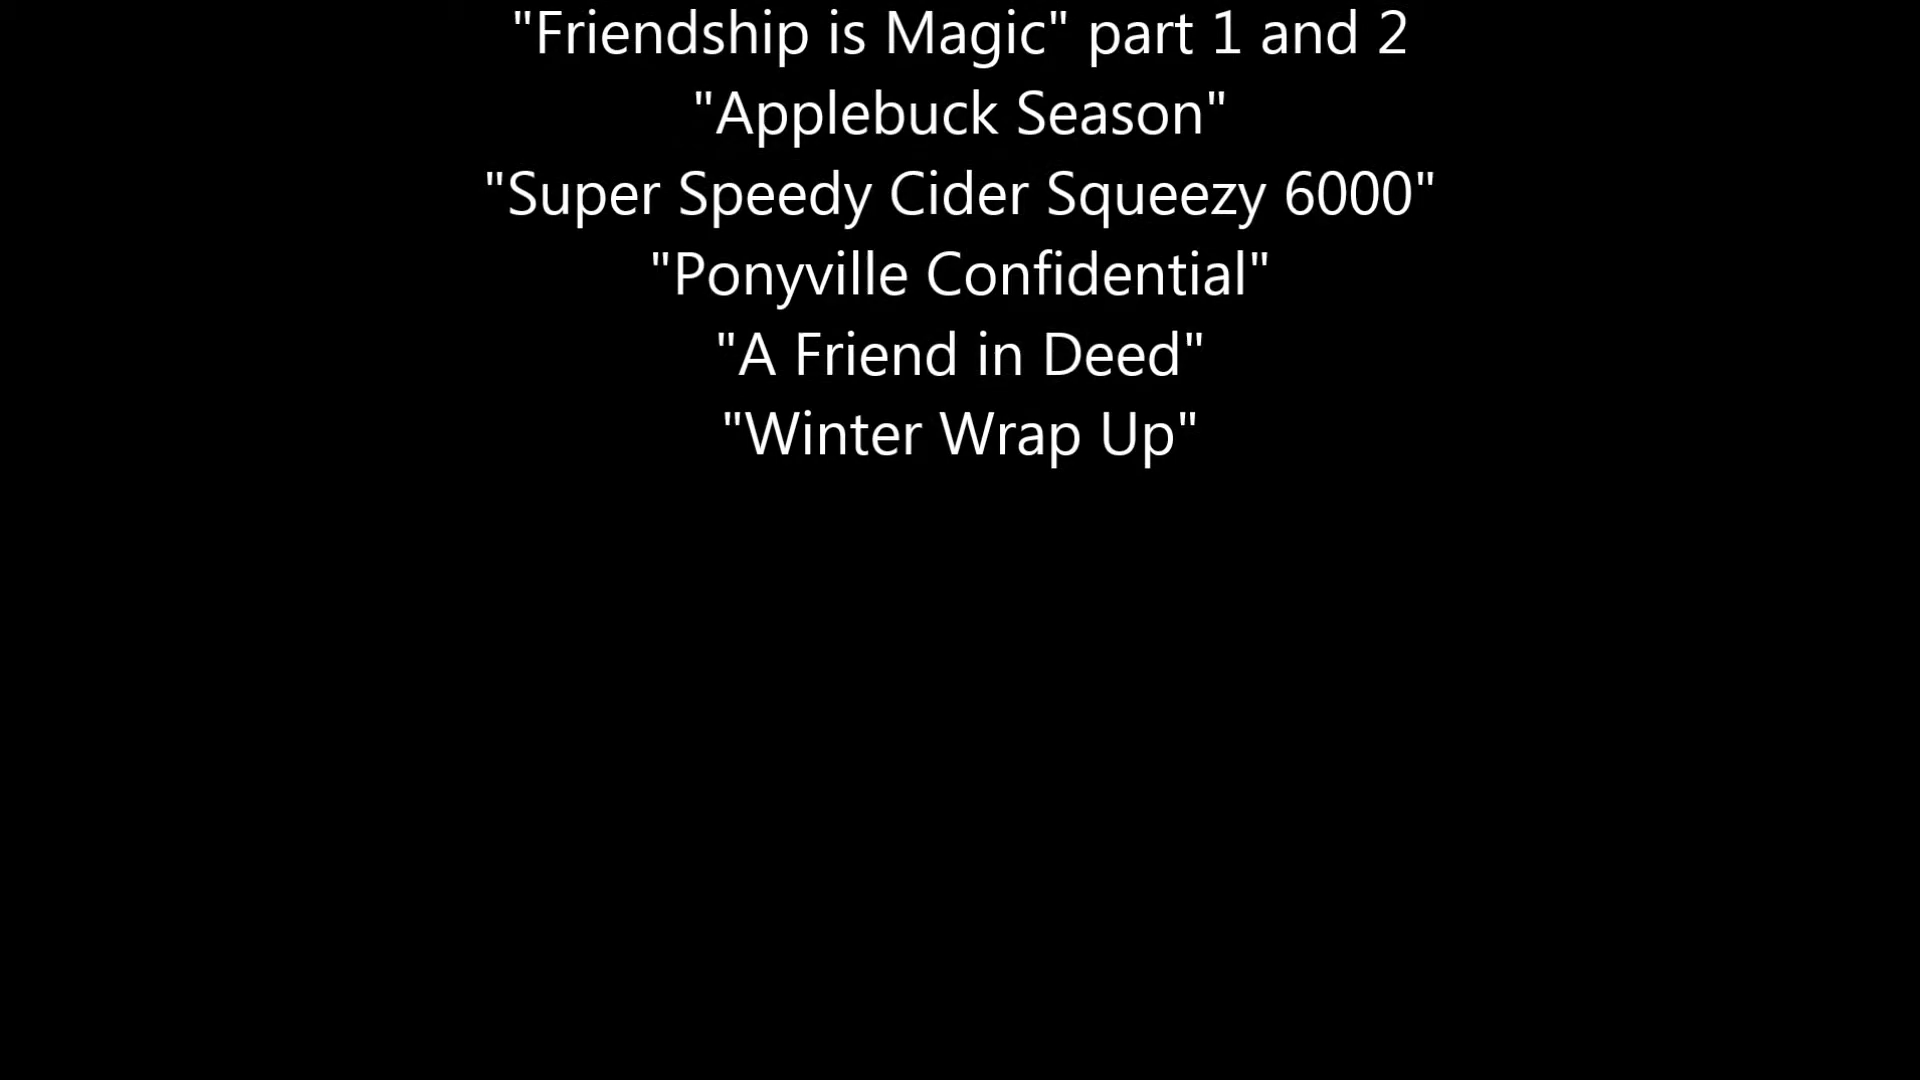 "Friendship is Magic" part 1 and 2
"Applebuck Season"
"Super Speedy Cider Squeezy 6000"
"Ponyville Confidential"
"A Friend in Deed"
"Winter Wrap Up"